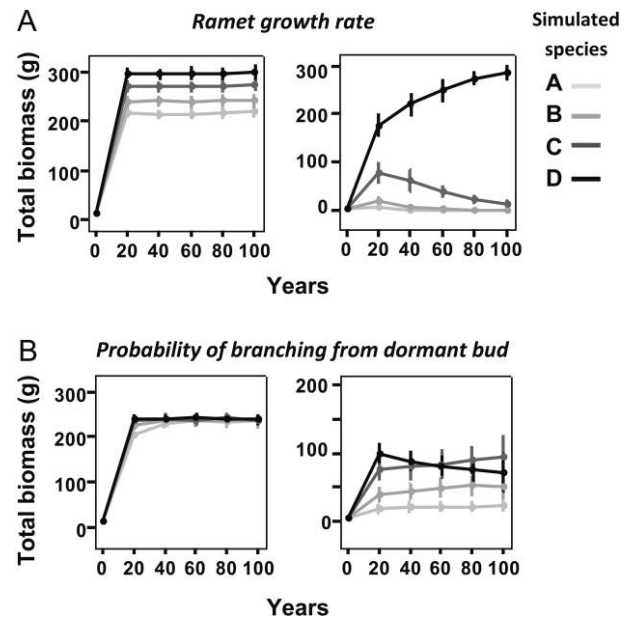 A
Ramet growth rate
Simulated
species
A
B
C
D
Total biomass (g)
300
200
100
0
0 20 40 60 80 100
300
200
100
0
0 20 40 60 80 100
Years
B
Probability of branching from dormant bud
Total biomass (g)
300
200
100
0
0 20 40 60 80 100
200
100
0
0 20 40 60 80 100
Years